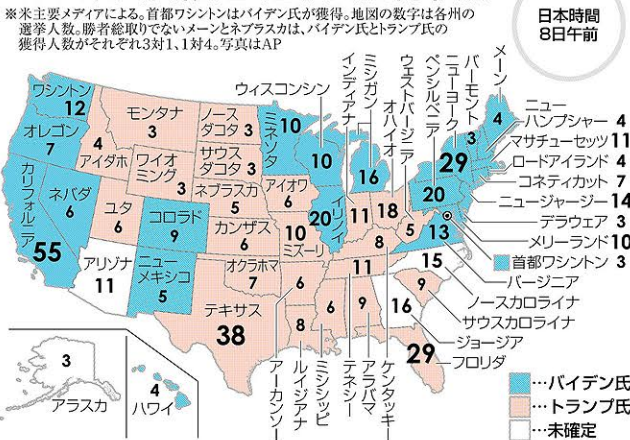 ※米主要メディアによる。首都ワシントンはバイデン氏が獲得。地図の数字は各州の
選挙人数。勝者総取りでないメーンとネブラスカは、バイデン氏とトランプ氏の
獲得人数がそれぞれ3対1、1対4。写真はAP
日本時間
8日午前
ワシントン
12
オレゴン
7
カリフォルニア
55
ネバダ
6
アイダホ
4
モンタナ
3
ワイオ
ミング
3
ユタ
6
コロラド
9
アリゾナ
11
ニュー
メキシコ
5
ノース
ダコタ 3
サウス
ダコタ 3
ネブラスカ
5
カンザス
6
オクラホマ
7
テキサス
38
ミネソタ
10
アイオワ
6
ミズーリ
10
アーカンソー
6
ルイジアナ
8
ウィスコンシン
10
イリノイ
20
ミシガン
16
インディアナ
11
オハイオ
18
ケンタッキー
8
テネシー
11
ミシシッピ
6
アラバマ
9
ウェストバージニア
5
ペンシルベニア
20
ニューヨーク
29
バーモント
3
メーン
4
ニュー
ハンプシャー 4
マサチューセッツ 11
ロードアイランド 4
コネティカット 7
ニュージャージー 14
デラウェア 3
メリーランド 10
首都ワシントン 3
バージニア
13
ノースカロライナ
15
サウスカロライナ
9
ジョージア
16
フロリダ
29
アラスカ
3
ハワイ
4
…バイデン氏
…トランプ氏
…未確定